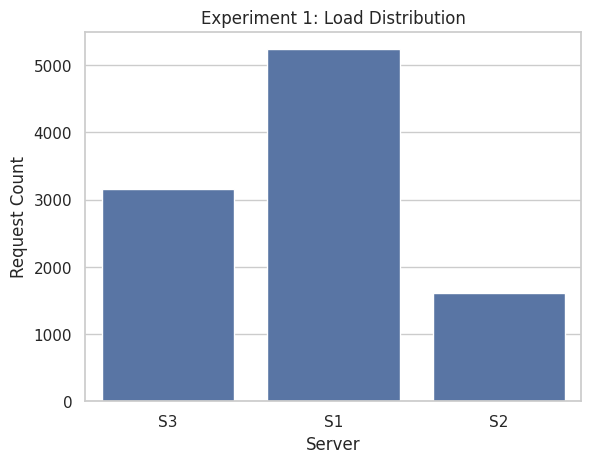 Experiment 1: Load Distribution
Request Count
5000
4000
3000
2000
1000
0
S3 S1 S2
Server